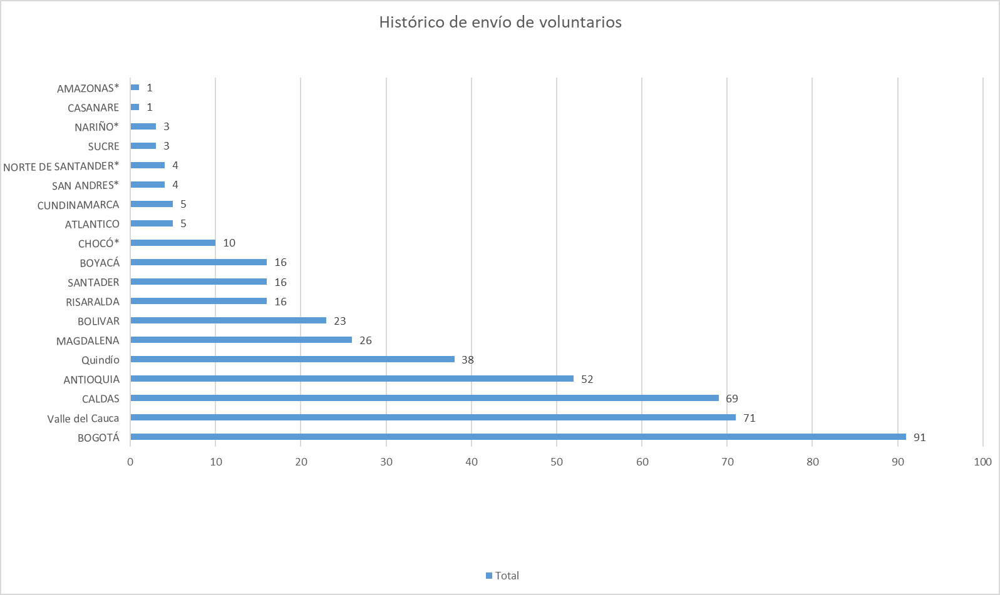 Histórico de envío de voluntarios
AMAZONAS* 1
CASANARE 1
NARIÑO* 3
SUCRE 3
NORTE DE SANTANDER* 4
SAN ANDRES* 4
CUNDINAMARCA 5
ATLANTICO 5
CHOCÓ* 10
BOYACÁ 16
SANTADER 16
RISARALDA 16
BOLIVAR 23
MAGDALENA 26
Quindío 38
ANTIOQUIA 52
CALDAS 69
Valle del Cauca 71
BOGOTÁ 91
0 10 20 30 40 50 60 70 80 90 100
Total